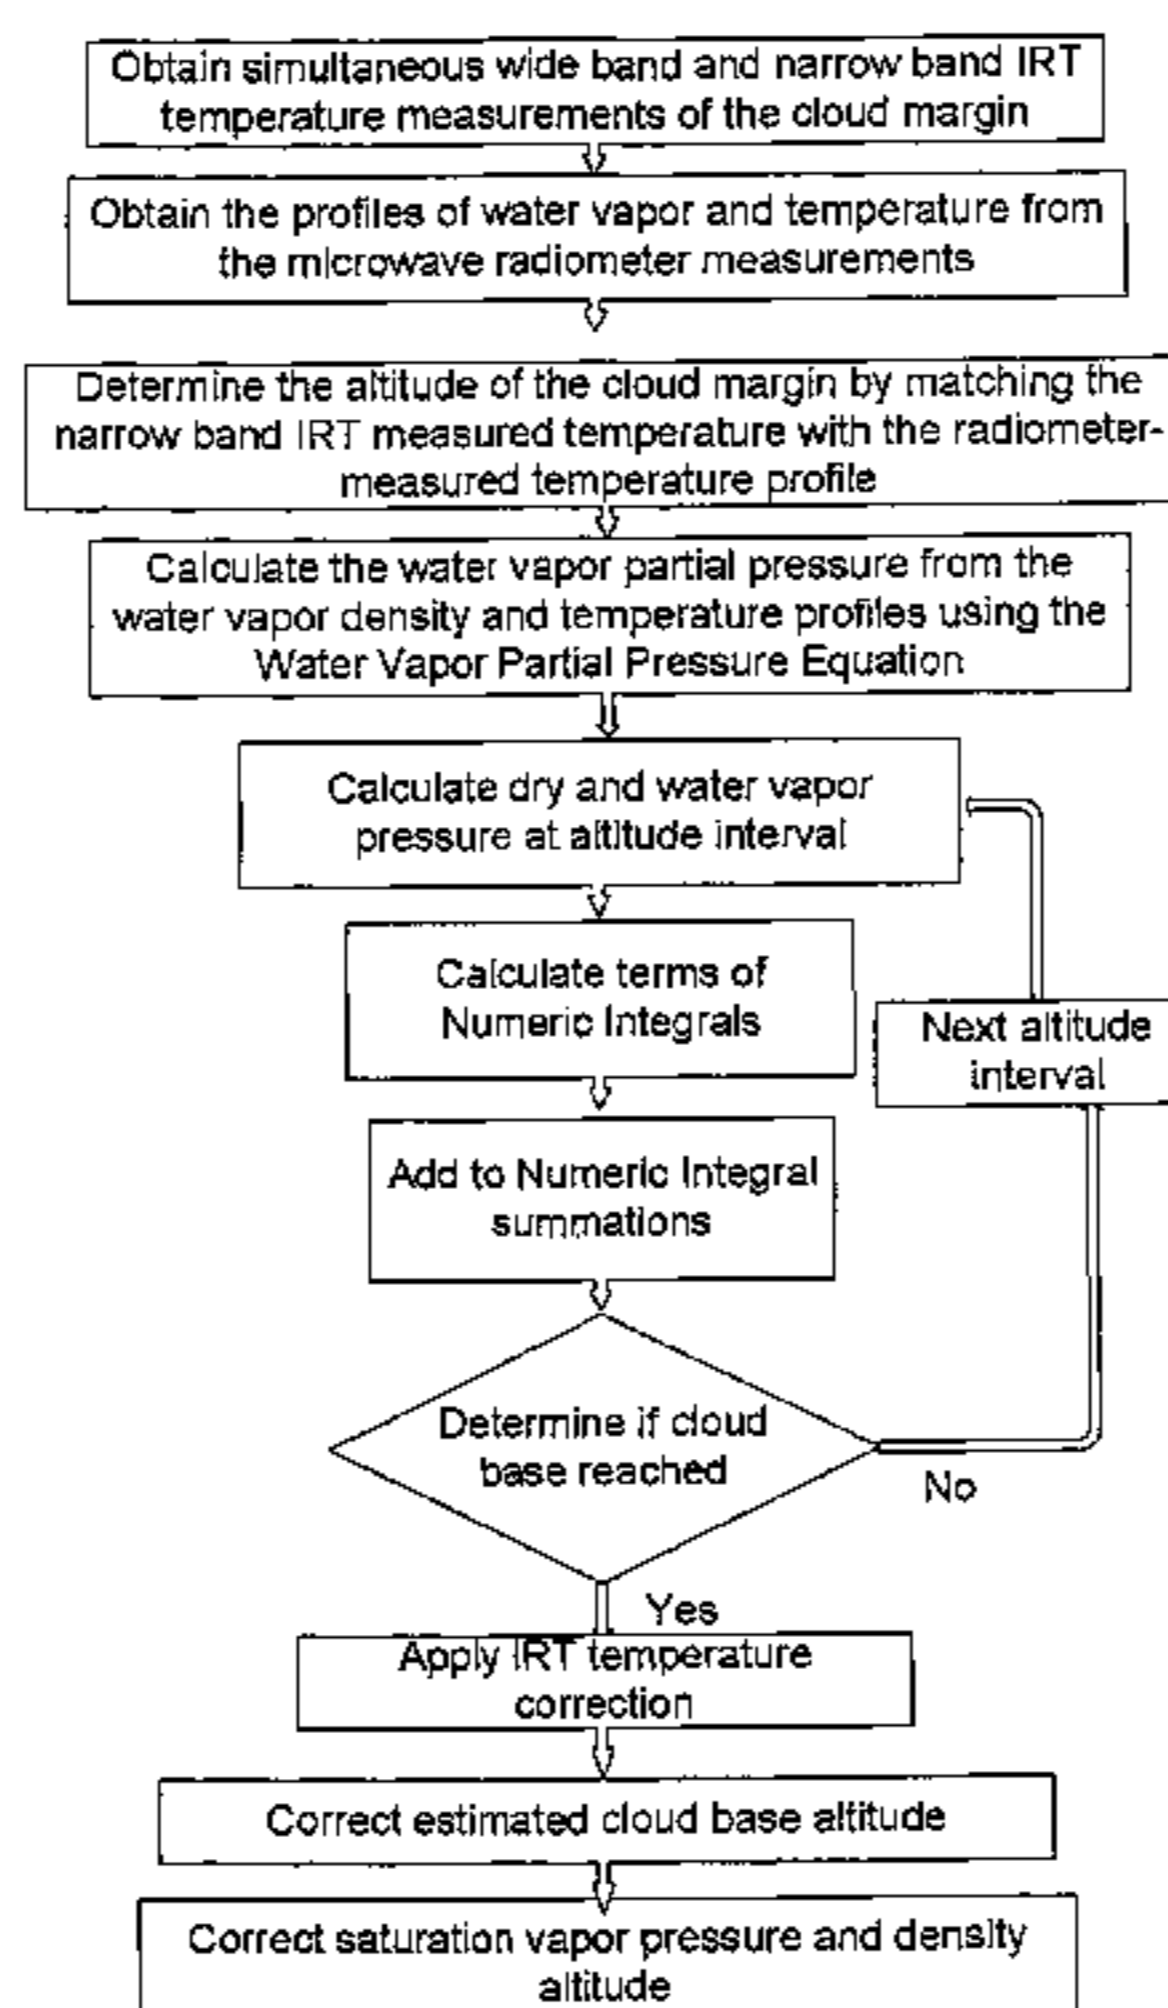 Obtain simultaneous wide band and narrow band IRT
temperature measurements of the cloud margin
Obtain the profiles of water vapor and temperature from
the microwave radiometer measurements
Determine the altitude of the cloud margin by matching the
narrow band IRT measured temperature with the radiometer-
measured temperature profile
Calculate the water vapor partial pressure from the
water vapor density and temperature profiles using the
Water Vapor Partial Pressure Equation
Calculate dry and water vapor
pressure at altitude interval
Calculate terms of
Numeric Integrals
Next altitude
interval
Add to Numeric Integral
summations
Determine if cloud
base reached
No
Yes
Apply IRT temperature
correction
Correct estimated cloud base altitude
Correct saturation vapor pressure and density
altitude